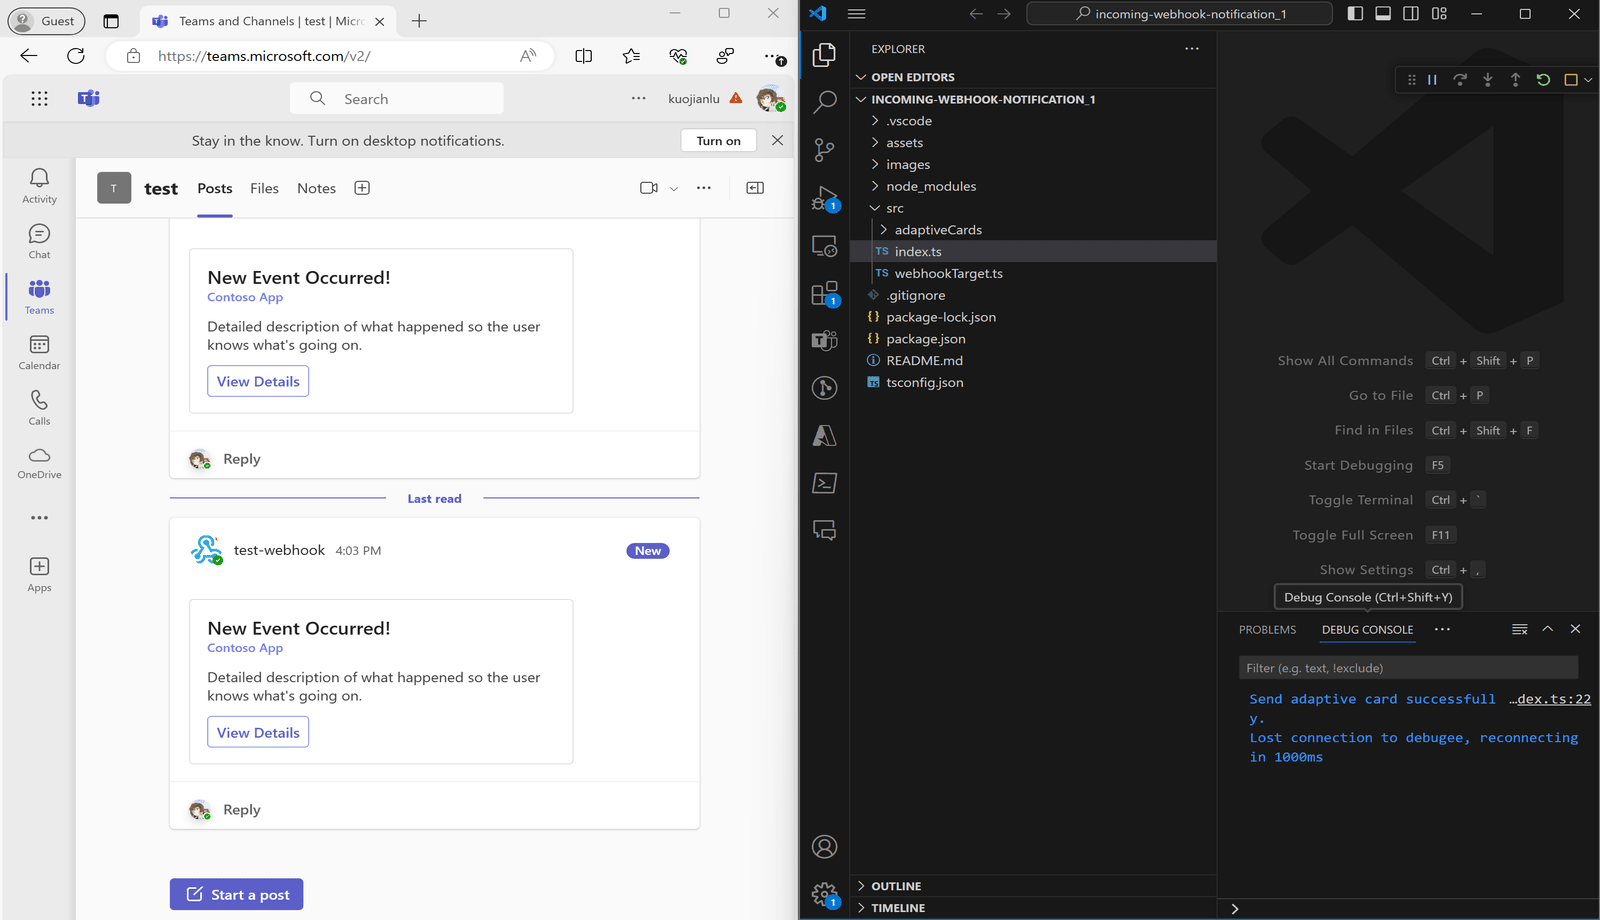 Guest
Teams and Channels | test | Micr
https://teams.microsoft.com/v2/
Search
kuojianlu
Stay in the know. Turn on desktop notifications.
Turn on
Activity
Chat
Teams
Calendar
Calls
OneDrive
Apps
T
test
Posts
Files
Notes
New Event Occurred!
Contoso App
Detailed description of what happened so the user
knows what's going on.
View Details
Reply
Last read
test-webhook 4:03 PM
New
New Event Occurred!
Contoso App
Detailed description of what happened so the user
knows what's going on.
View Details
Reply
Start a post
incoming-webhook-notification_1
EXPLORER
OPEN EDITORS
INCOMING-WEBHOOK-NOTIFICATION_1
.vscode
assets
images
node_modules
src
adaptiveCards
TS index.ts
TS webhookTarget.ts
.gitignore
{} package-lock.json
{} package.json
README.md
TS tsconfig.json
OUTLINE
TIMELINE
1
1
1
Show All Commands Ctrl + Shift + P
Go to File Ctrl + P
Find in Files Ctrl + Shift + F
Start Debugging F5
Toggle Terminal Ctrl + `
Toggle Full Screen F11
Show Settings Ctrl + ,
Debug Console (Ctrl+Shift+Y)
PROBLEMS
DEBUG CONSOLE
Filter (e.g. text, !exclude)
Send adaptive card successfull …dex.ts:22
y.
Lost connection to debugee, reconnecting
in 1000ms